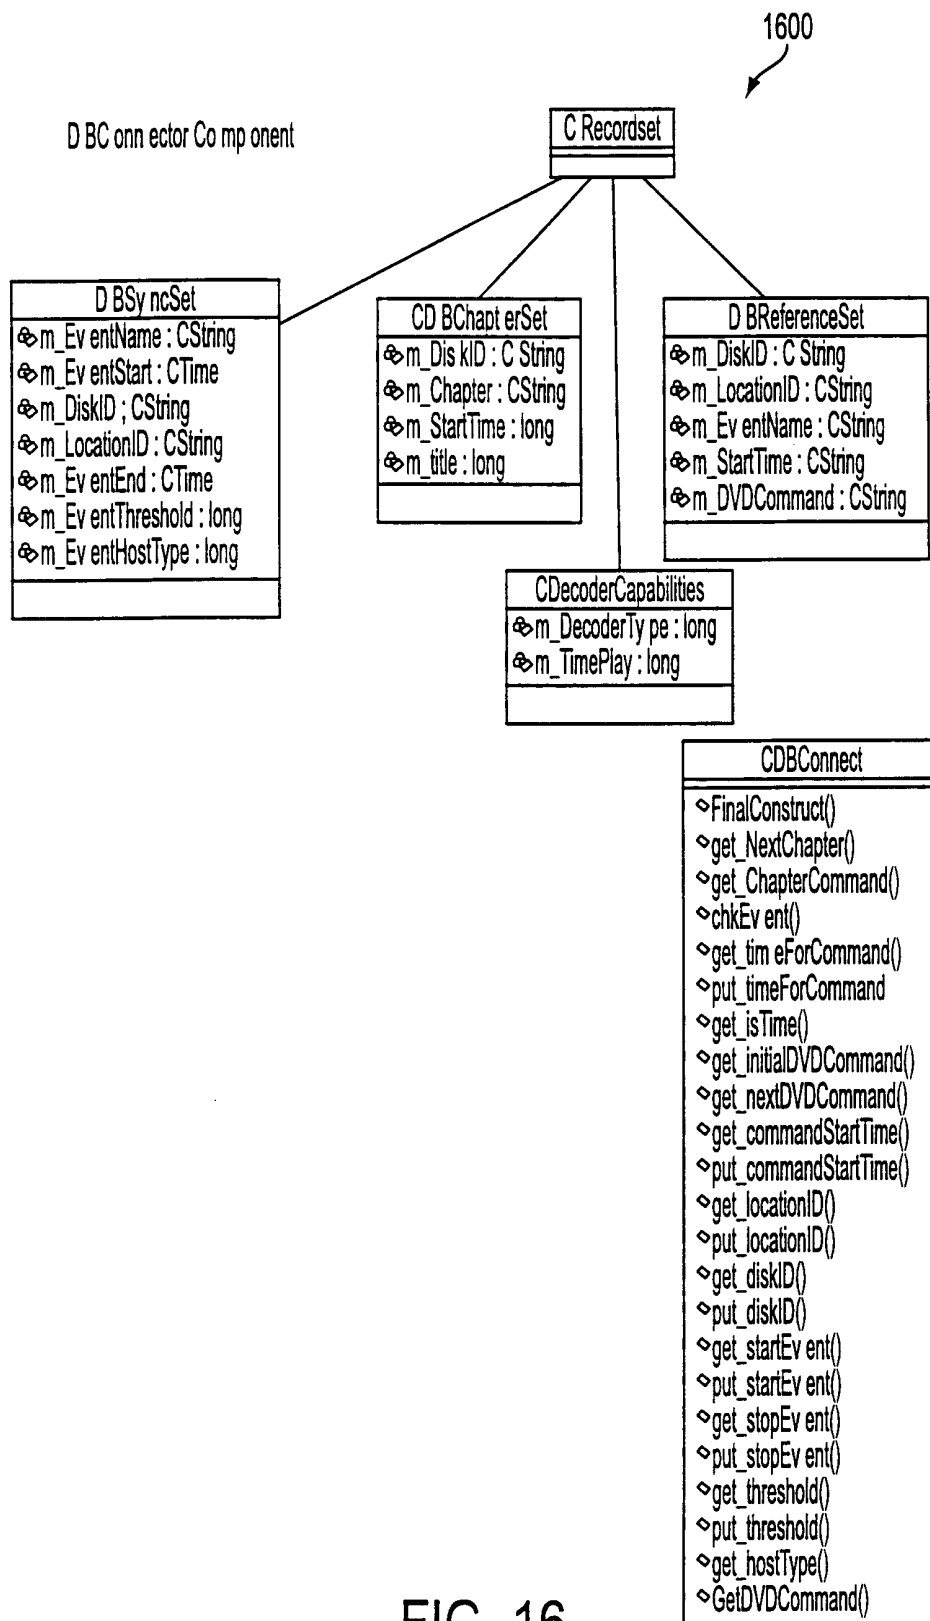 1600
D BC onn ector Co mp onent
C Recordset
D BSy ncSet
m_Ev entName : CString
m_Ev entStart : CTime
m_DiskID ; CString
m_LocationID : CString
m_Ev entEnd : CTime
m_Ev entThreshold : long
m_Ev entHostType : long
CD BChapt erSet
m_Dis kID : C String
m_Chapter : CString
m_StartTime : long
m_title : long
D BReferenceSet
m_DiskID : C String
m_LocationID : CString
m_Ev entName : CString
m_StartTime : CString
m_DVDCommand : CString
CDecoderCapabilities
m_DecoderTy pe : long
m_TimePlay : long
CDBConnect
FinalConstruct()
get_NextChapter()
get_ChapterCommand()
chkEv ent()
get_tim eForCommand()
put_timeForCommand
get_isTime()
get_initialDVDCommand()
get_nextDVDCommand()
get_commandStartTime()
put_commandStartTime()
get_locationID()
put_locationID()
get_diskID()
put_diskID()
get_startEv ent()
put_startEv ent()
get_stopEv ent()
put_stopEv ent()
get_threshold()
put_threshold()
get_hostType()
GetDVDCommand()
FIG. 16